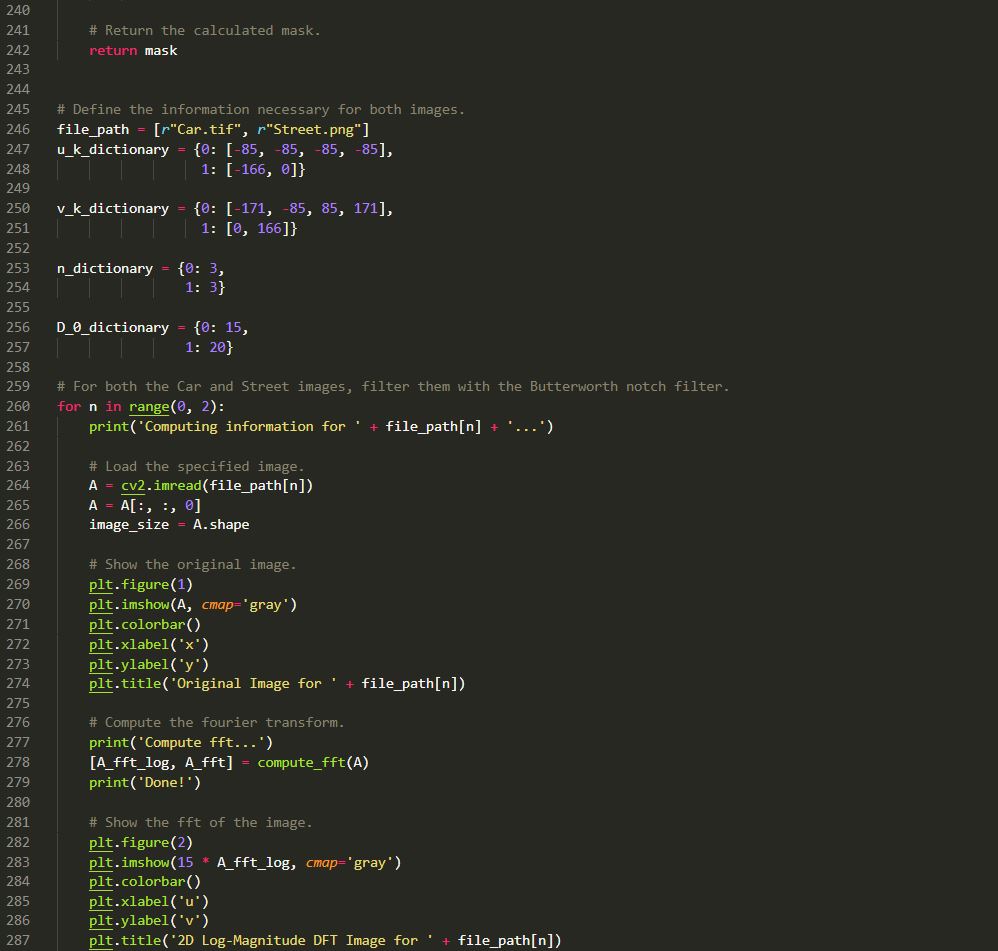 240
241         # Return the calculated mask.
242         return mask
243
244
245     # Define the information necessary for both images.
246     file_path = [r"Car.tif", r"Street.png"]
247     u_k_dictionary = {0: [-85, -85, -85, -85],
248                       1: [-166, 0]}
249
250     v_k_dictionary = {0: [-171, -85, 85, 171],
251                       1: [0, 166]}
252
253     n_dictionary = {0: 3,
254                     1: 3}
255
256     D_0_dictionary = {0: 15,
257                     1: 20}
258
259     # For both the Car and Street images, filter them with the Butterworth notch filter.
260     for n in range(0, 2):
261         print('Computing information for ' + file_path[n] + '...')
262
263         # Load the specified image.
264         A = cv2.imread(file_path[n])
265         A = A[:, :, 0]
266         image_size = A.shape
267
268         # Show the original image.
269         plt.figure(1)
270         plt.imshow(A, cmap='gray')
271         plt.colorbar()
272         plt.xlabel('x')
273         plt.ylabel('y')
274         plt.title('Original Image for ' + file_path[n])
275
276         # Compute the fourier transform.
277         print('Compute fft...')
278         [A_fft_log, A_fft] = compute_fft(A)
279         print('Done!')
280
281         # Show the fft of the image.
282         plt.figure(2)
283         plt.imshow(15 * A_fft_log, cmap='gray')
284         plt.colorbar()
285         plt.xlabel('u')
286         plt.ylabel('v')
287         plt.title('2D Log-Magnitude DFT Image for ' + file_path[n])